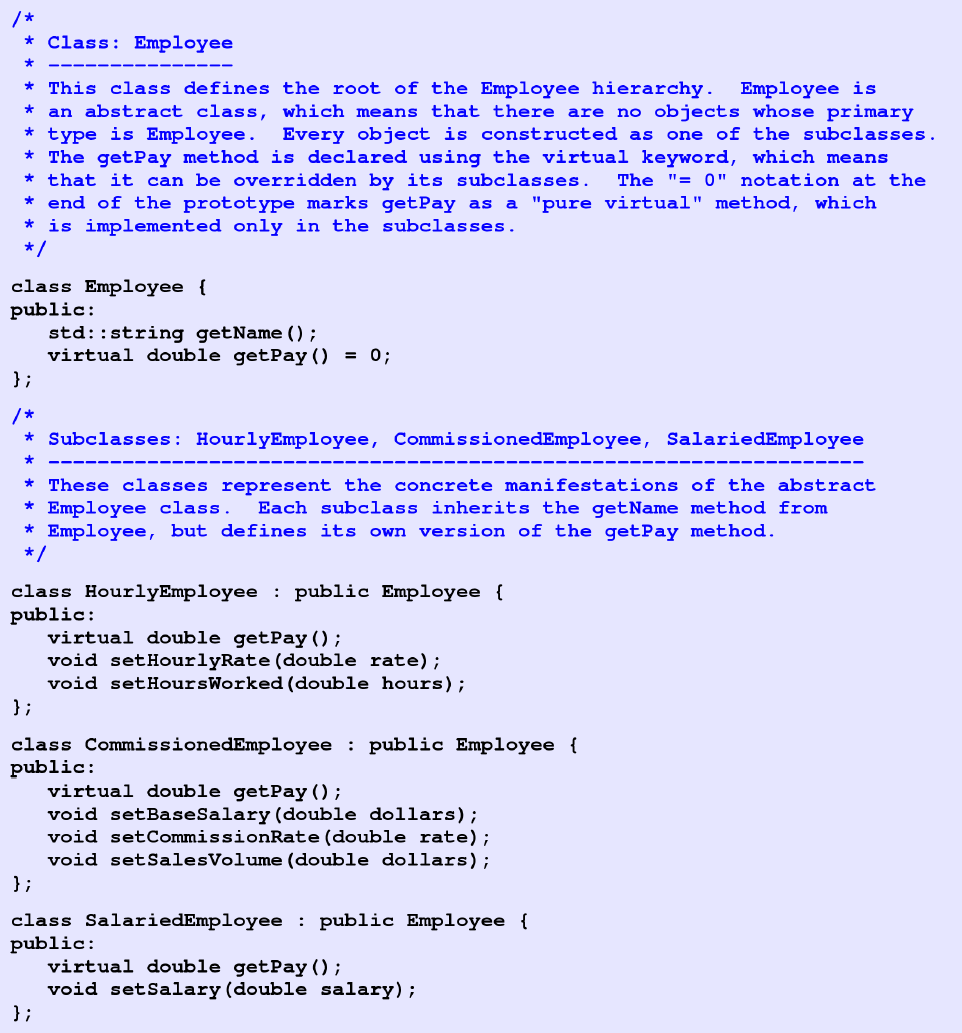 /*
 * Class: Employee
 * ---------------
 * This class defines the root of the Employee hierarchy.  Employee is
 * an abstract class, which means that there are no objects whose primary
 * type is Employee.  Every object is constructed as one of the subclasses.
 * The getPay method is declared using the virtual keyword, which means
 * that it can be overridden by its subclasses.  The "= 0" notation at the
 * end of the prototype marks getPay as a "pure virtual" method, which
 * is implemented only in the subclasses.
 */
class Employee {
public:
   std::string getName();
   virtual double getPay() = 0;
};
/*
 * Subclasses: HourlyEmployee, CommissionedEmployee, SalariedEmployee
 * ------------------------------------------------------------------
 * These classes represent the concrete manifestations of the abstract
 * Employee class.  Each subclass inherits the getName method from
 * Employee, but defines its own version of the getPay method.
 */
class HourlyEmployee : public Employee {
public:
   virtual double getPay();
   void setHourlyRate(double rate);
   void setHoursWorked(double hours);
};
class CommissionedEmployee : public Employee {
public:
   virtual double getPay();
   void setBaseSalary(double dollars);
   void setCommissionRate(double rate);
   void setSalesVolume(double dollars);
};
class SalariedEmployee : public Employee {
public:
   virtual double getPay();
   void setSalary(double salary);
};